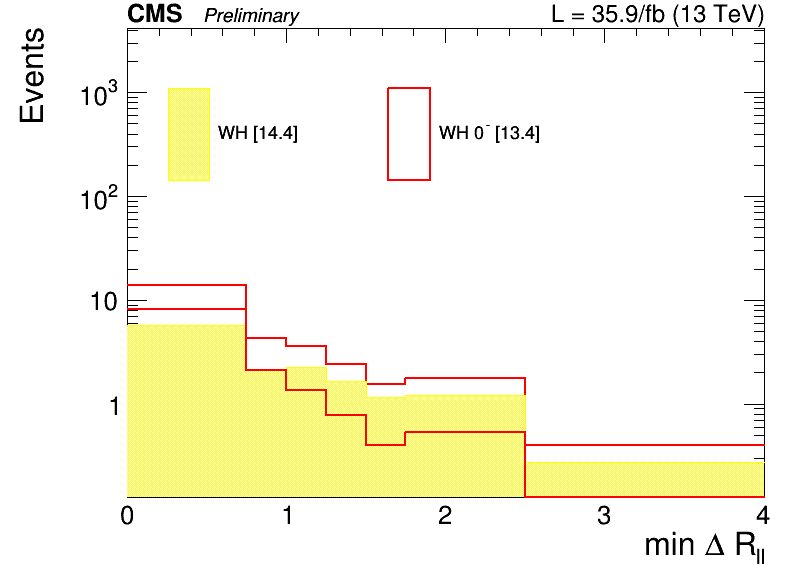 CMS Preliminary L = 35.9/fb (13 TeV)
Events
10³
WH [14.4] WH 0⁻ [13.4]
10²
10
1
0 1 2 3 4
min Δ R_ll